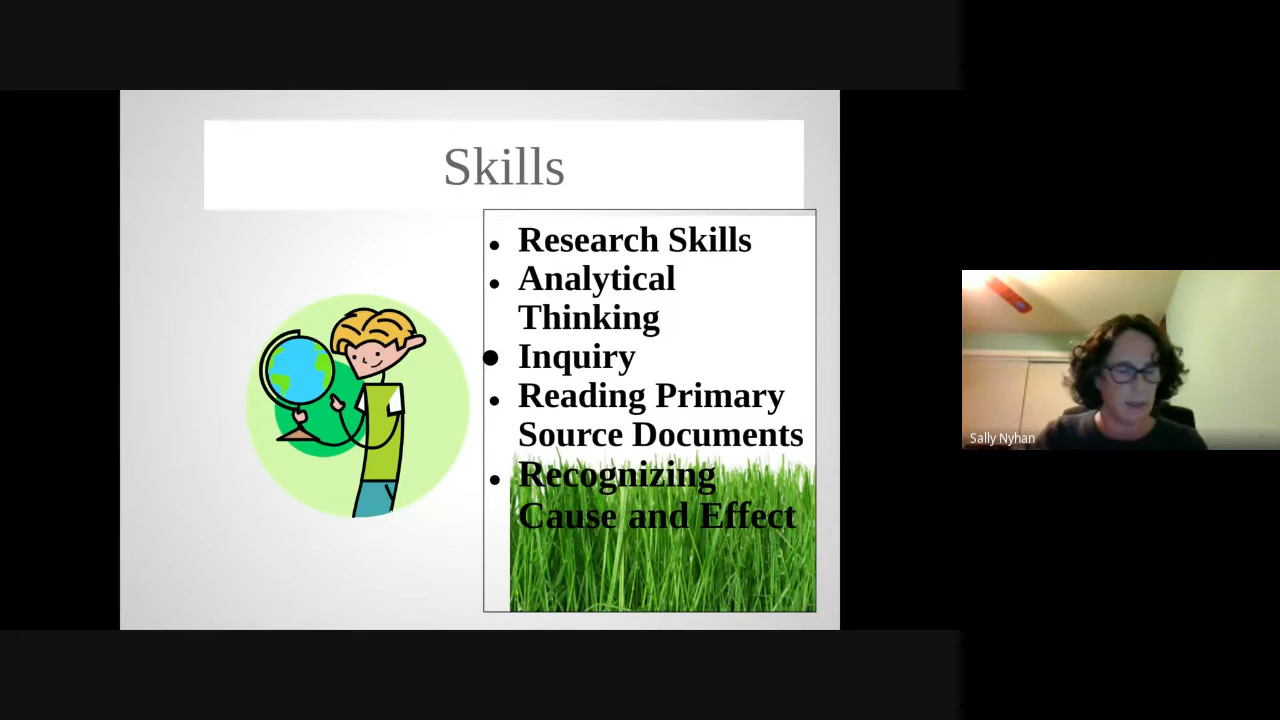 Skills
• Research Skills
• Analytical
Thinking
• Inquiry
• Reading Primary
Source Documents
• Recognizing
Cause and Effect
Sally Nyhan